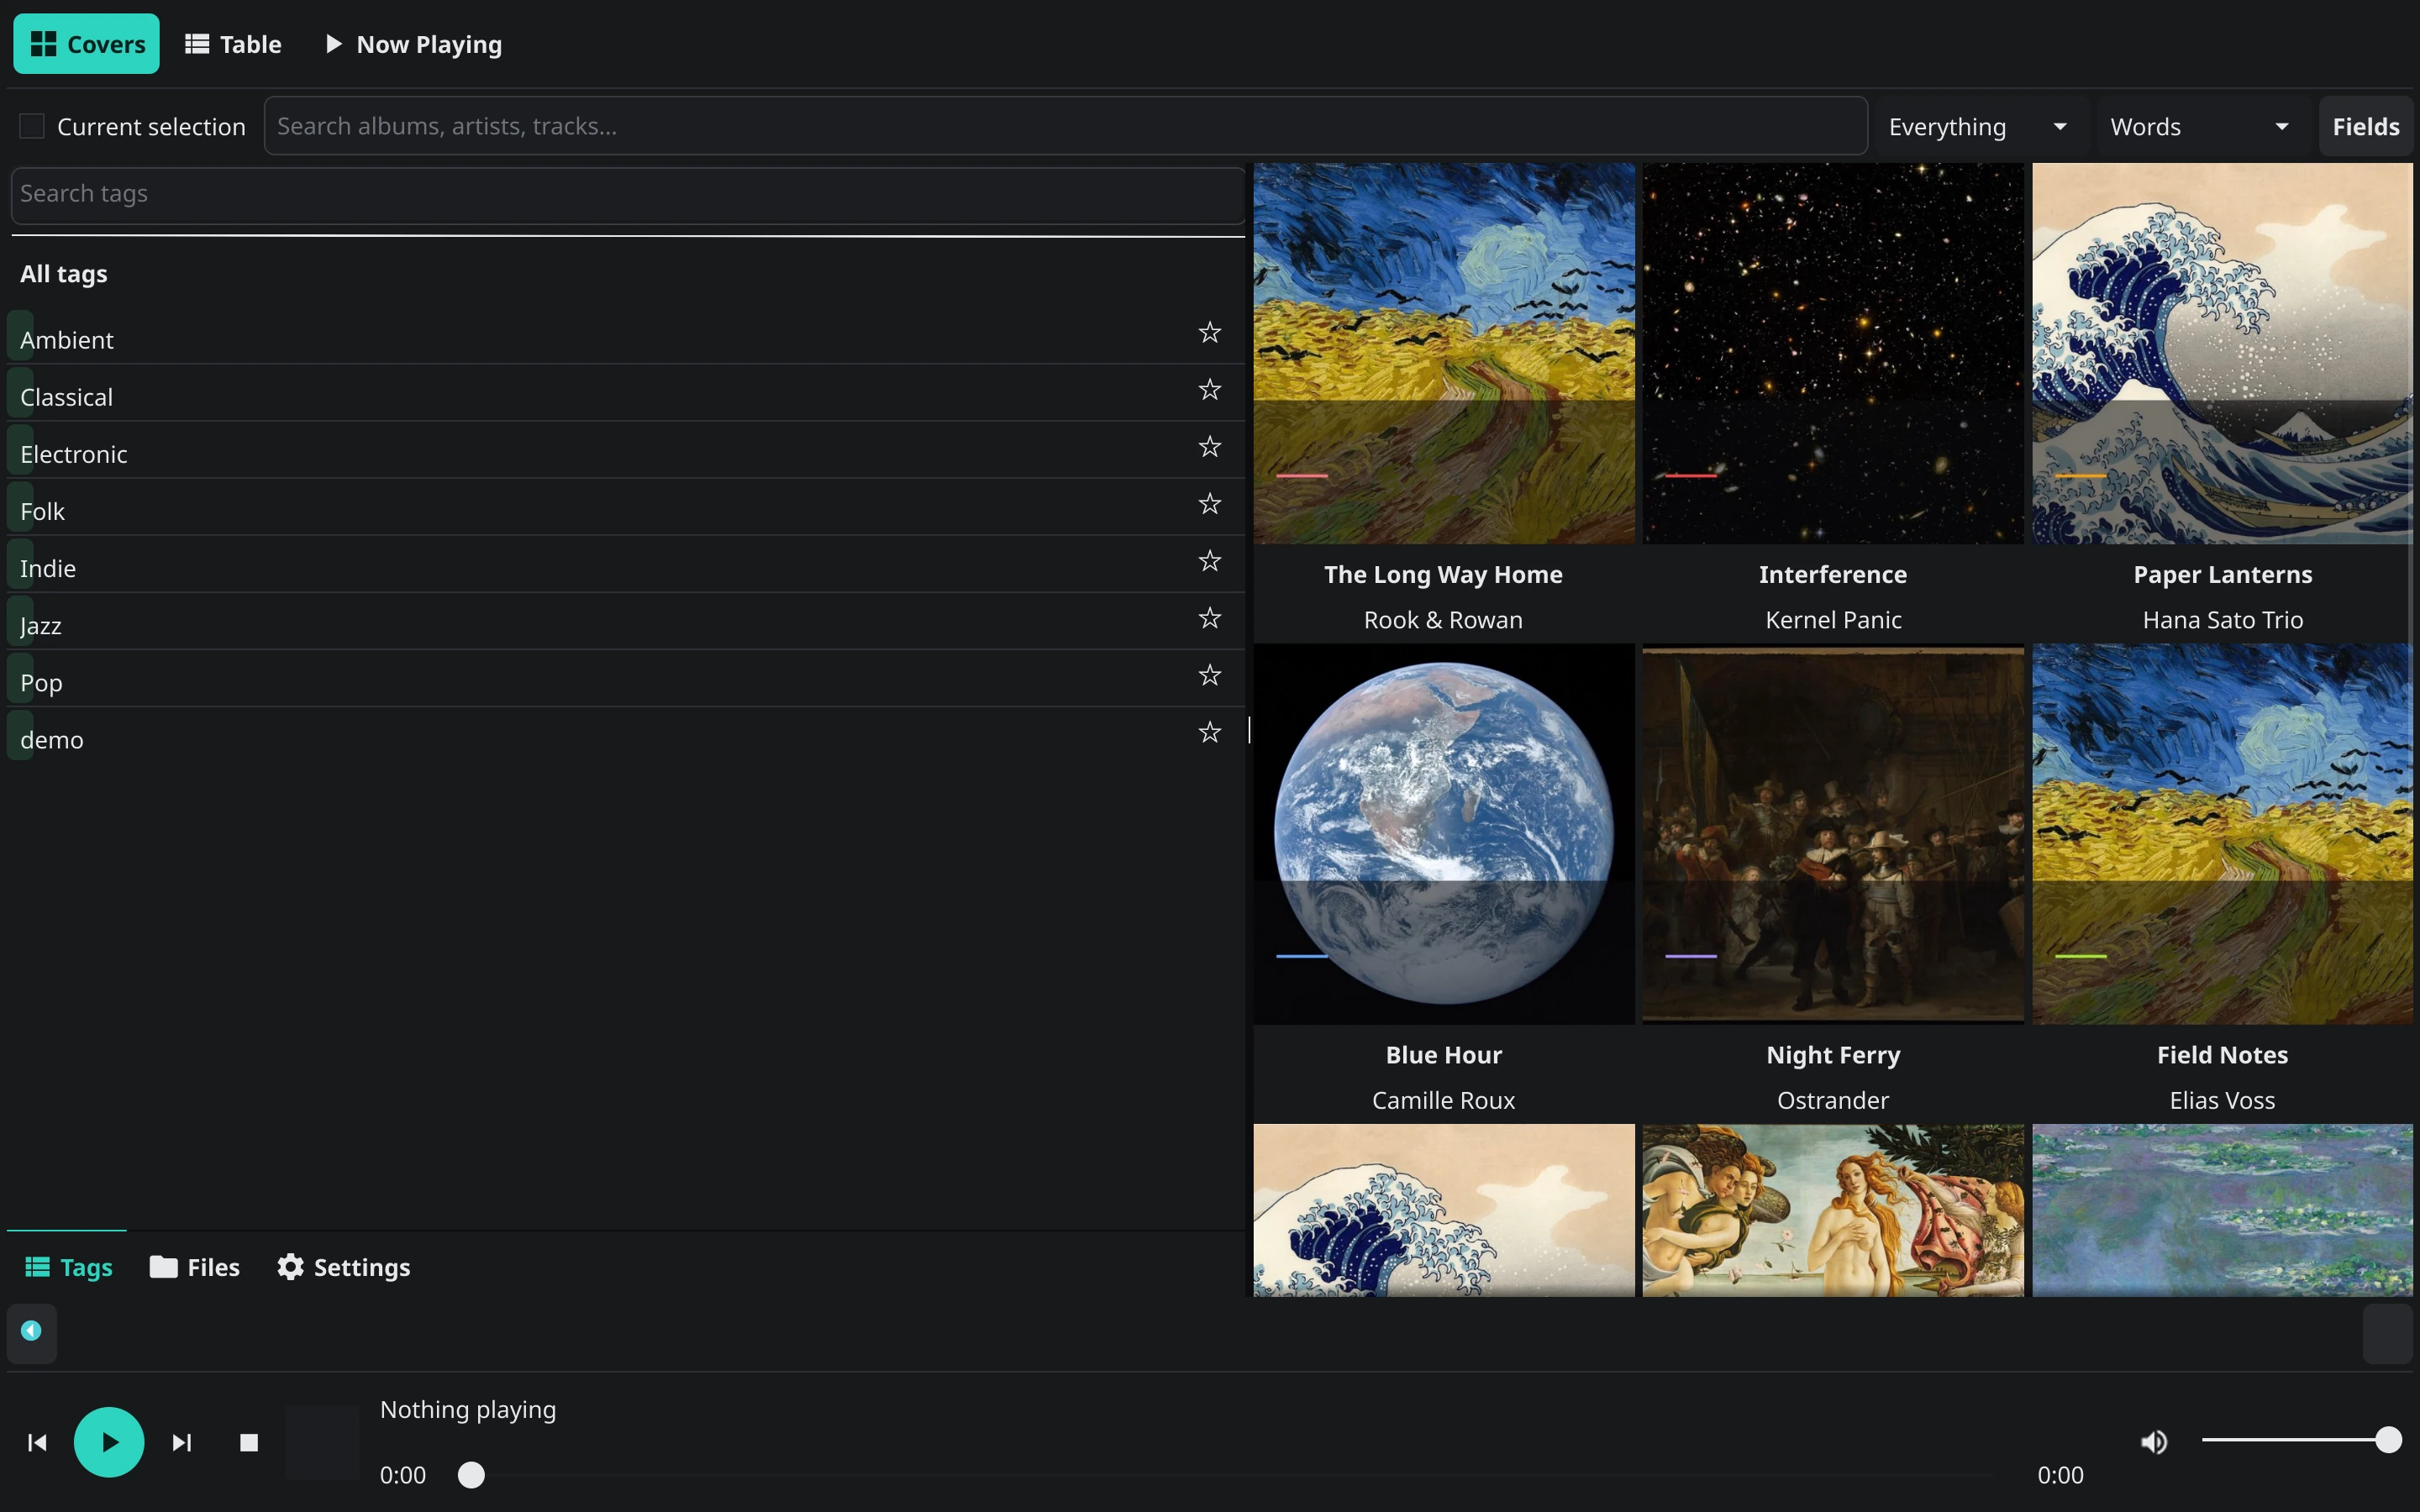 Covers
Table
Now Playing
Current selection
Search albums, artists, tracks...
Everything
Words
Fields
Search tags
All tags
Ambient
Classical
Electronic
Folk
Indie
Jazz
Pop
demo
The Long Way Home
Rook & Rowan
Interference
Kernel Panic
Paper Lanterns
Hana Sato Trio
Blue Hour
Camille Roux
Night Ferry
Ostrander
Field Notes
Elias Voss
Tags
Files
Settings
Nothing playing
0:00
0:00